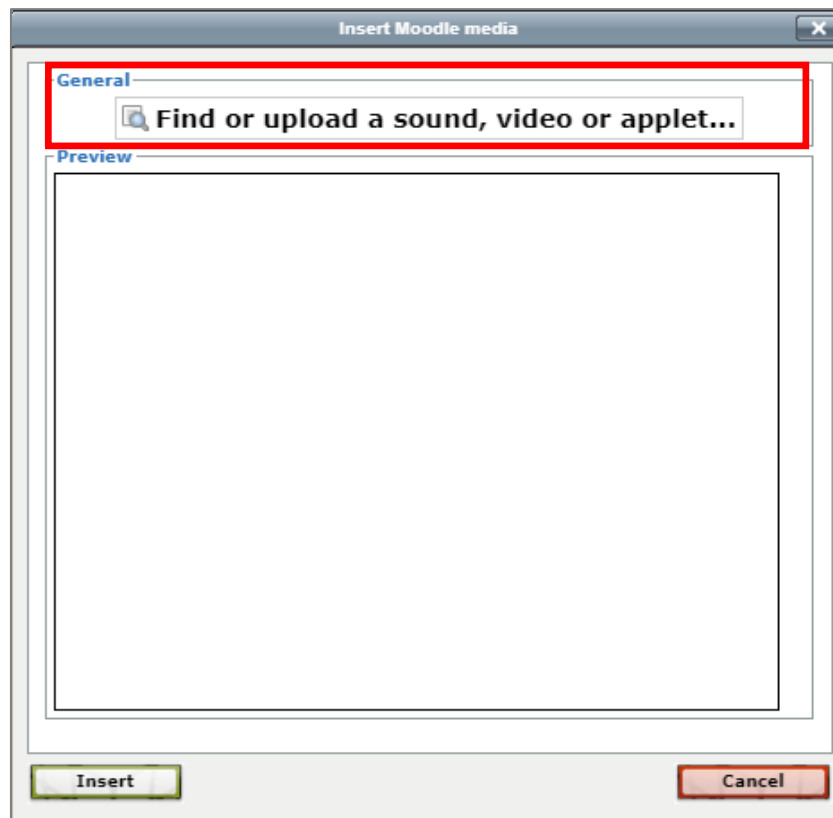 Insert Moodle media
General
Find or upload a sound, video or applet...
Preview
Insert
Cancel